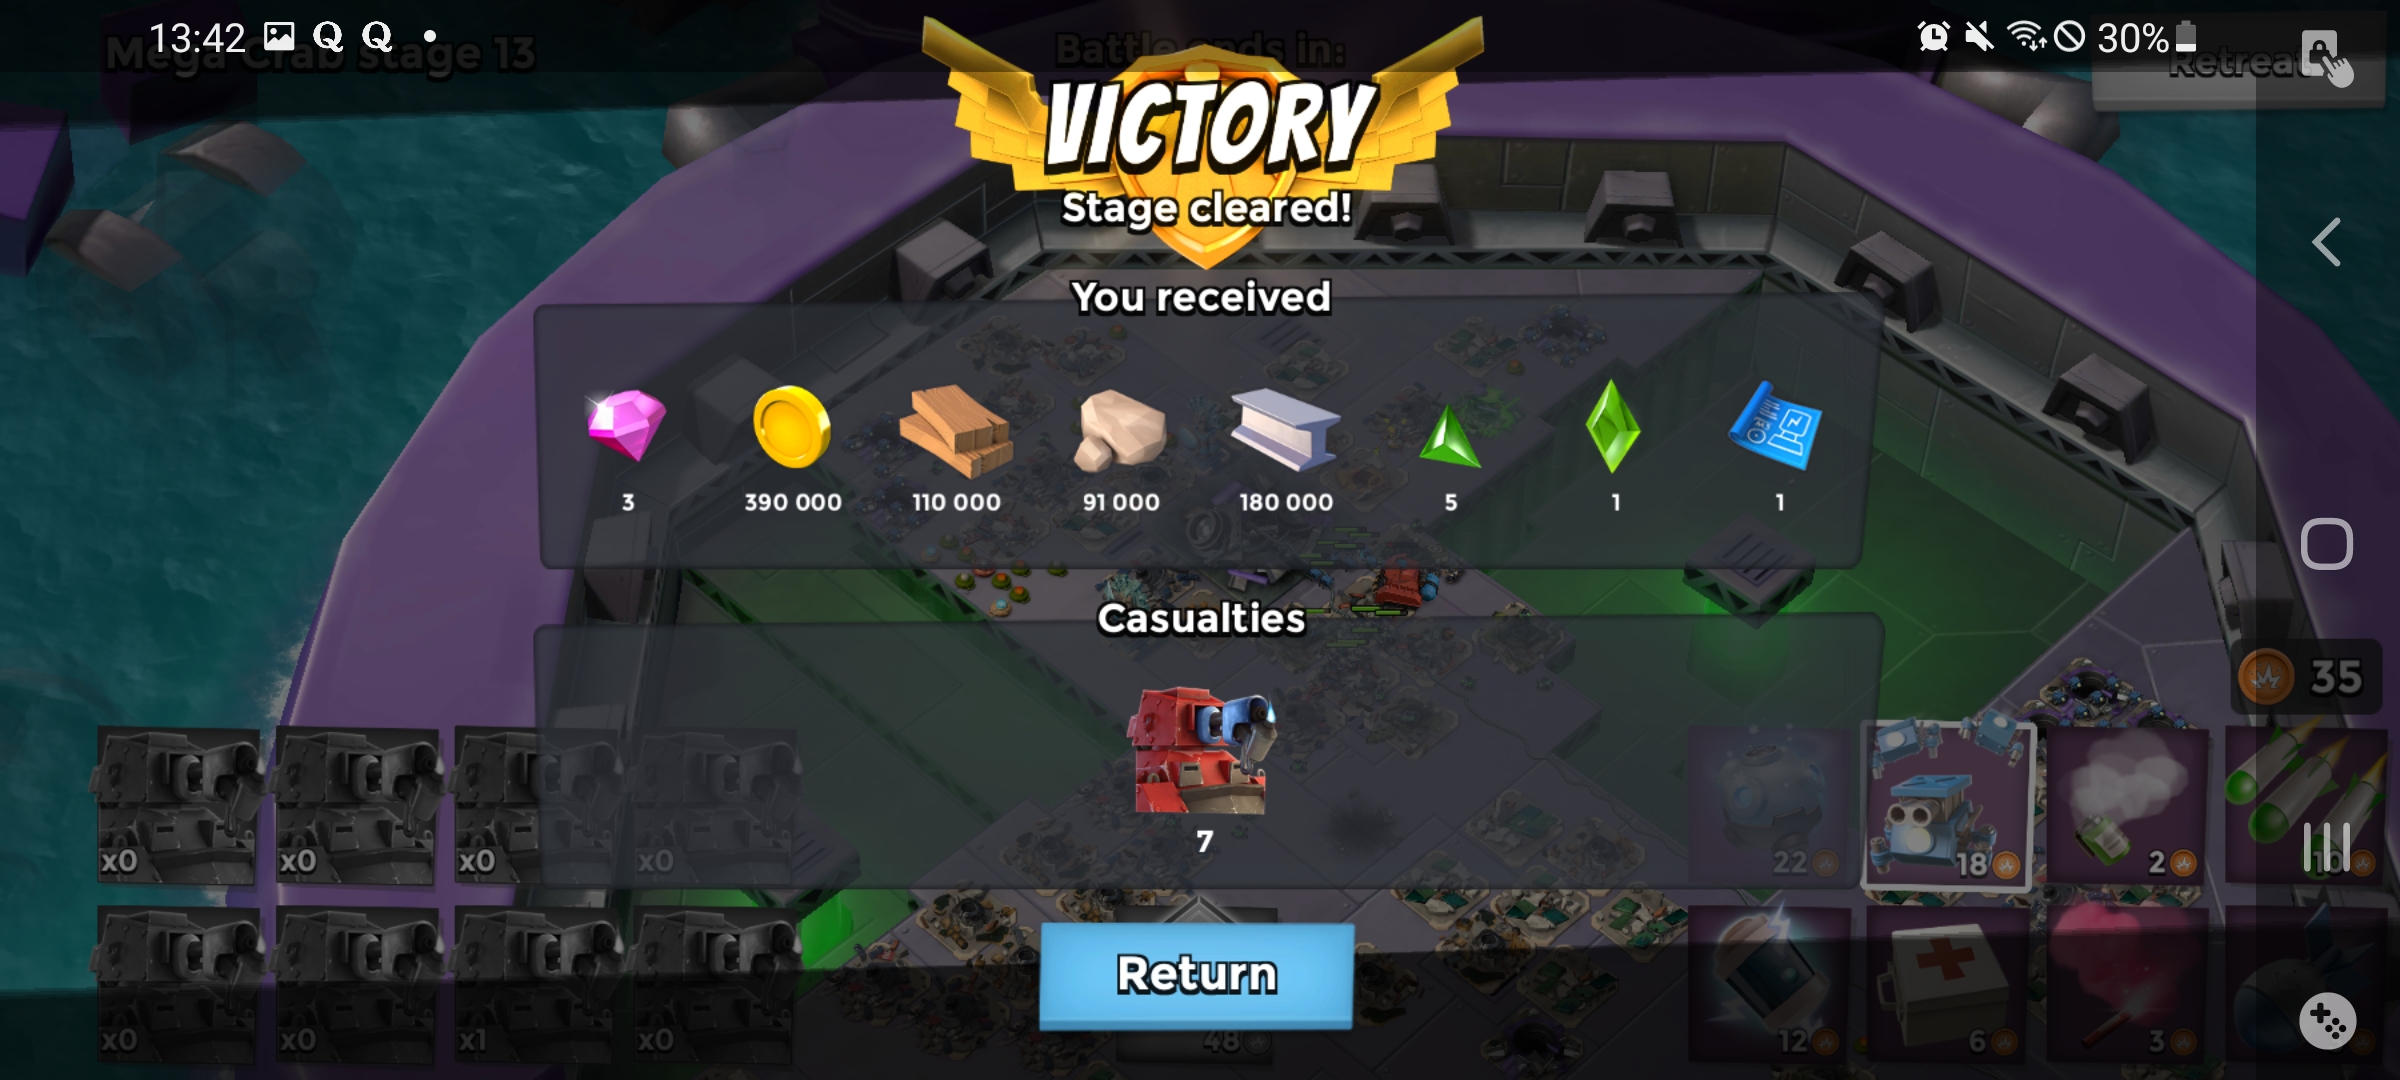 13:42
30%
Mega Crab stage 13
Battle ends in:
Retreat
VICTORY
Stage cleared!
You received
3
390 000
110 000
91 000
180 000
5
1
1
Casualties
7
35
x0
x0
x0
x0
22
18
2
10
x0
x0
x1
x0
Return
48
12
6
3